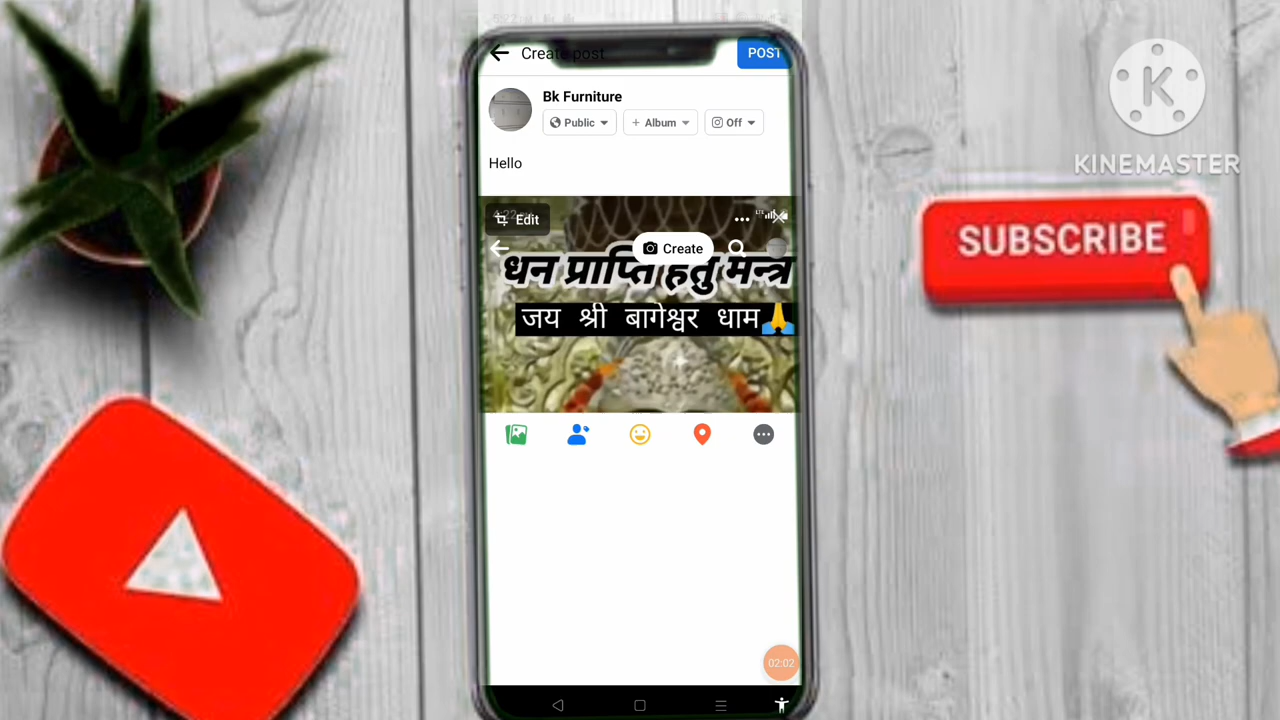 Create post
POST
Bk Furniture
Public
+ Album
Off
Hello
Edit
Create
धन प्राप्ति हेतु मन्त्र
जय श्री बागेश्वर धाम🙏
02:02
K
KINEMASTER
SUBSCRIBE